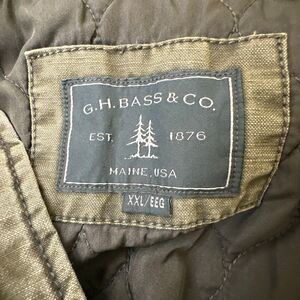 G.H.BASS & CO.
EST. 1876
MAINE, USA
XXL/EEG